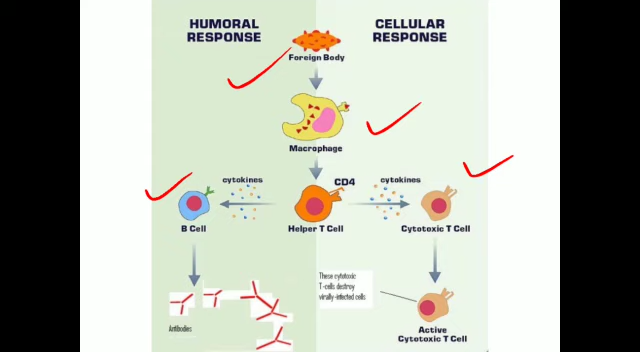 HUMORAL
RESPONSE
CELLULAR
RESPONSE
Foreign Body
Macrophage
cytokines
CD4
cytokines
B Cell
Helper T Cell
Cytotoxic T Cell
Three cytotoxic
T-cells destroy
virally-infected cells
Antibodies
Active
Cytotoxic T Cell